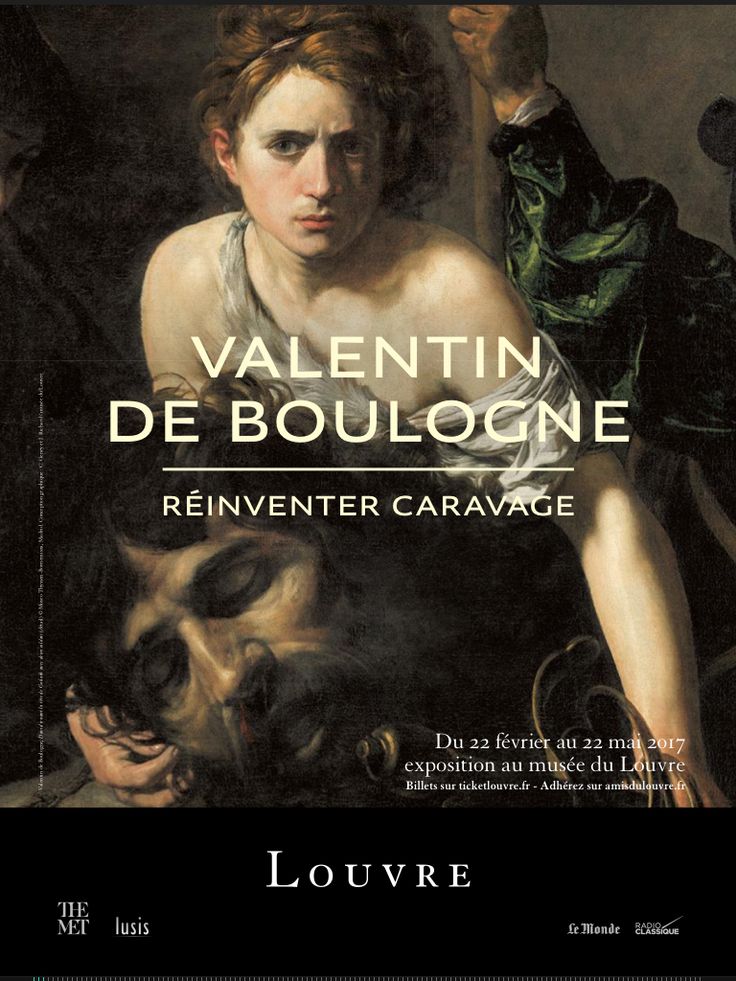 VALENTIN
DE BOULOGNE
RÉINVENTER CARAVAGE
Du 22 février au 22 mai 2017
exposition au musée du Louvre
Billets sur ticketlouvre.fr - Adhérez sur amisdulouvre.fr
LOUVRE
THE
MET
lusis
Le Monde
RADIO
CLASSIQUE